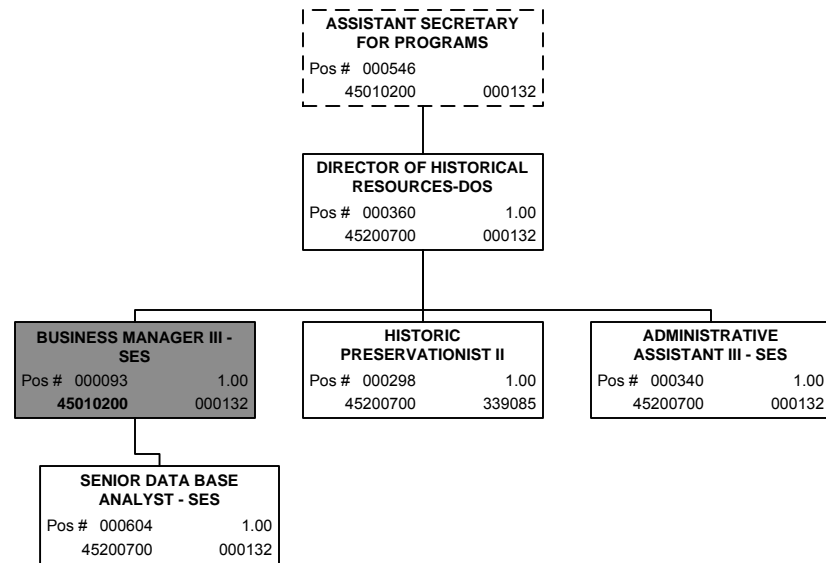 ASSISTANT SECRETARY
FOR PROGRAMS
Pos # 000546
45010200 000132
DIRECTOR OF HISTORICAL
RESOURCES-DOS
Pos # 000360 1.00
45200700 000132
BUSINESS MANAGER III -
SES
Pos # 000093 1.00
45010200 000132
HISTORIC
PRESERVATIONIST II
Pos # 000298 1.00
45200700 339085
ADMINISTRATIVE
ASSISTANT III - SES
Pos # 000340 1.00
45200700 000132
SENIOR DATA BASE
ANALYST - SES
Pos # 000604 1.00
45200700 000132